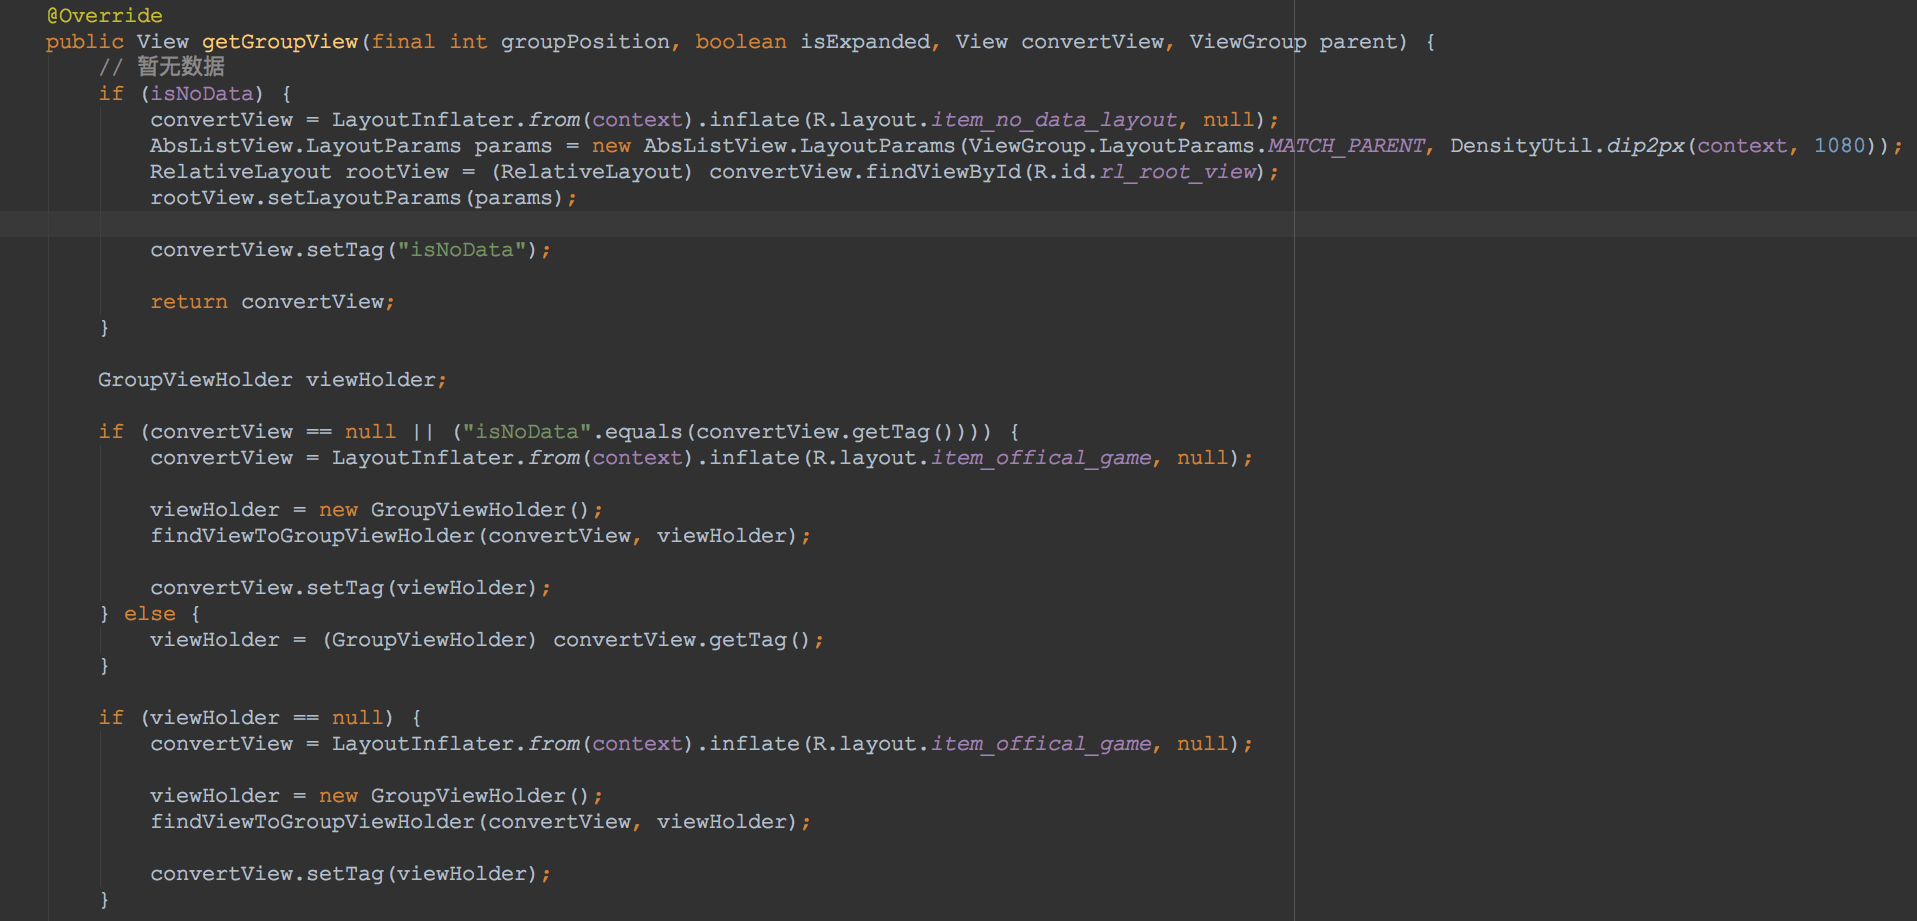 @Override
public View getGroupView(final int groupPosition, boolean isExpanded, View convertView, ViewGroup parent) {
// 暂无数据
if (isNoData) {
convertView = LayoutInflater.from(context).inflate(R.layout.item_no_data_layout, null);
AbsListView.LayoutParams params = new AbsListView.LayoutParams(ViewGroup.LayoutParams.MATCH_PARENT, DensityUtil.dip2px(context, 1080));
RelativeLayout rootView = (RelativeLayout) convertView.findViewById(R.id.rl_root_view);
rootView.setLayoutParams(params);
convertView.setTag("isNoData");
return convertView;
}
GroupViewHolder viewHolder;
if (convertView == null || ("isNoData".equals(convertView.getTag()))) {
convertView = LayoutInflater.from(context).inflate(R.layout.item_offical_game, null);
viewHolder = new GroupViewHolder();
findViewToGroupViewHolder(convertView, viewHolder);
convertView.setTag(viewHolder);
} else {
viewHolder = (GroupViewHolder) convertView.getTag();
}
if (viewHolder == null) {
convertView = LayoutInflater.from(context).inflate(R.layout.item_offical_game, null);
viewHolder = new GroupViewHolder();
findViewToGroupViewHolder(convertView, viewHolder);
convertView.setTag(viewHolder);
}